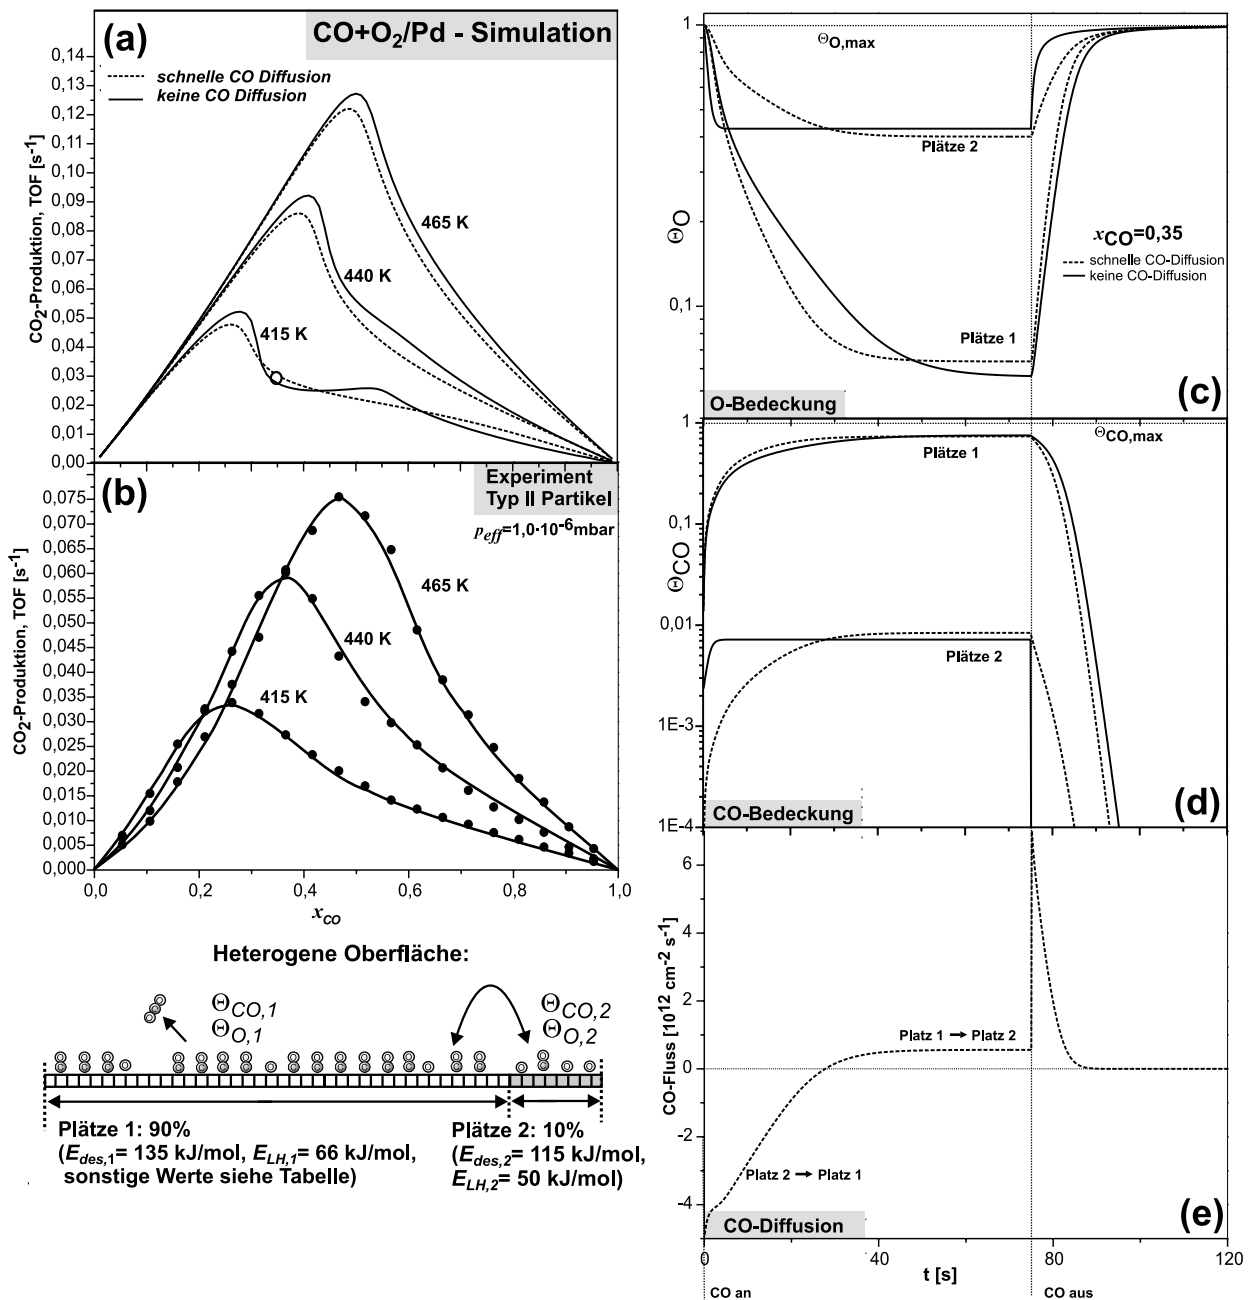 (a)
CO+O2/Pd - Simulation
schnelle CO Diffusion
keine CO Diffusion
CO2-Produktion, TOF [s-1]
0,14
0,13
0,12
0,11
0,10
0,09
0,08
0,07
0,06
0,05
0,04
0,03
0,02
0,01
0,00
465 K
440 K
415 K
(b)
Experiment
Typ II Partikel
peff=1,0·10-6mbar
CO2-Produktion, TOF [s-1]
0,075
0,070
0,065
0,060
0,055
0,050
0,045
0,040
0,035
0,030
0,025
0,020
0,015
0,010
0,005
0,000
465 K
440 K
415 K
0,0 0,2 0,4 0,6 0,8 1,0
xCO
Heterogene Oberfläche:
ΘCO,1
ΘO,1
ΘCO,2
ΘO,2
Plätze 1: 90%
(Edes,1= 135 kJ/mol, ELH,1= 66 kJ/mol,
sonstige Werte siehe Tabelle)
Plätze 2: 10%
(Edes,2= 115 kJ/mol,
ELH,2= 50 kJ/mol)
1
ΘO,max
ΘO
0,1
Plätze 2
xCO=0,35
schnelle CO-Diffusion
keine CO-Diffusion
Plätze 1
O-Bedeckung
(c)
1
ΘCO,max
Plätze 1
0,1
ΘCO
0,01
Plätze 2
1E-3
1E-4
CO-Bedeckung
(d)
CO-Fluss [1012 cm-2 s-1]
6
4
2
0
-2
-4
Platz 1 → Platz 2
Platz 2 → Platz 1
CO-Diffusion
(e)
0 40 80 120
t [s]
CO an
CO aus